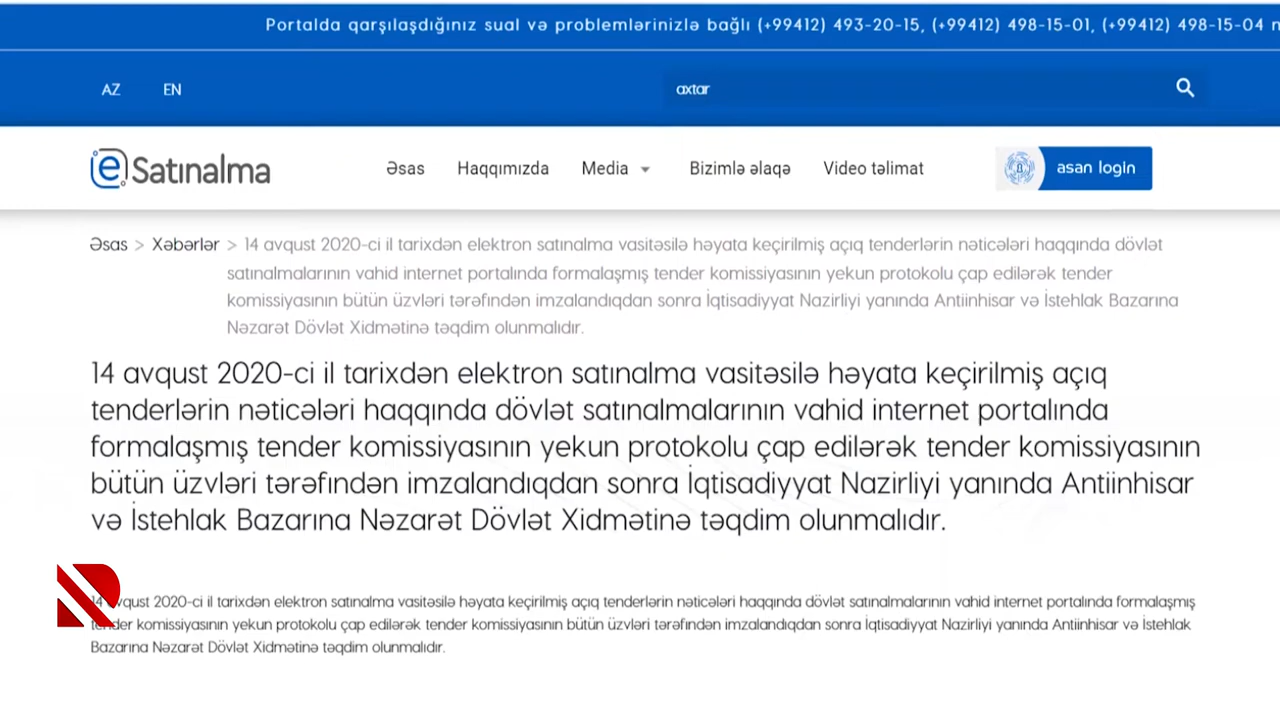 Portalda qarşılaşdığınız sual və problemlərinizlə bağlı (+99412) 493-20-15, (+99412) 498-15-01, (+99412) 498-15-04 n
AZ EN axtar
e Satınalma Əsas Haqqımızda Media Bizimlə əlaqə Video təlimat asan login
Əsas > Xəbərlər > 14 avqust 2020-ci il tarixdən elektron satınalma vasitəsilə həyata keçirilmiş açıq tenderlərin nəticələri haqqında dövlət
satınalmalarının vahid internet portalında formalaşmış tender komissiyasının yekun protokolu çap edilərək tender
komissiyasının bütün üzvləri tərəfindən imzalandıqdan sonra İqtisadiyyat Nazirliyi yanında Antiinhisar və İstehlak Bazarına
Nəzarət Dövlət Xidmətinə təqdim olunmalıdır.
14 avqust 2020-ci il tarixdən elektron satınalma vasitəsilə həyata keçirilmiş açıq
tenderlərin nəticələri haqqında dövlət satınalmalarının vahid internet portalında
formalaşmış tender komissiyasının yekun protokolu çap edilərək tender komissiyasının
bütün üzvləri tərəfindən imzalandıqdan sonra İqtisadiyyat Nazirliyi yanında Antiinhisar
və İstehlak Bazarına Nəzarət Dövlət Xidmətinə təqdim olunmalıdır.
14 avqust 2020-ci il tarixdən elektron satınalma vasitəsilə həyata keçirilmiş açıq tenderlərin nəticələri haqqında dövlət satınalmalarının vahid internet portalında formalaşmış
tender komissiyasının yekun protokolu çap edilərək tender komissiyasının bütün üzvləri tərəfindən imzalandıqdan sonra İqtisadiyyat Nazirliyi yanında Antiinhisar və İstehlak
Bazarına Nəzarət Dövlət Xidmətinə təqdim olunmalıdır.